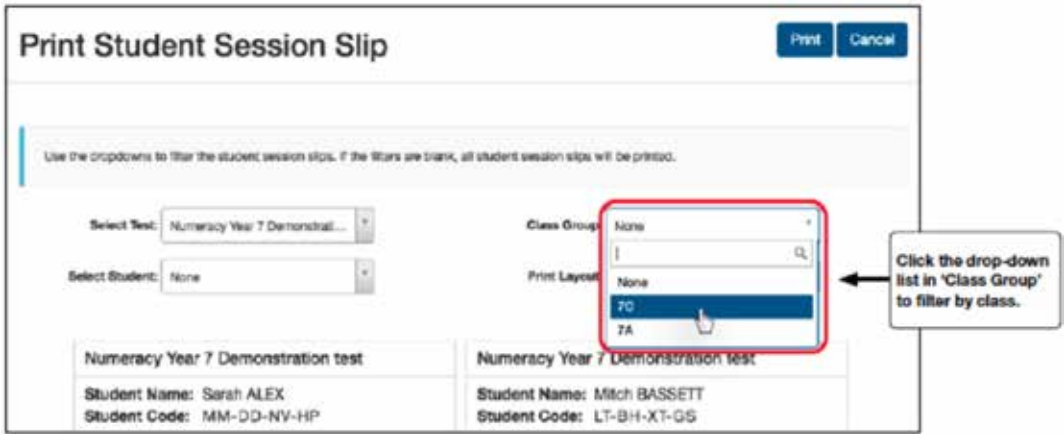 Print Student Session Slip
Print Cancel
Use the dropdowns to filter the student session slips. If the filters are blank, all student session slips will be printed.
Select Test: Numeracy Year 7 Demonstrati...
Class Group None
Select Student: None
Print Layout
None
7C
7A
Click the drop-down
list in 'Class Group'
to filter by class.
Numeracy Year 7 Demonstration test
Student Name: Sarah ALEX
Student Code: MM-DD-NV-HP
Numeracy Year 7 Demonstration test
Student Name: Mitch BASSETT
Student Code: LT-BH-XT-GS